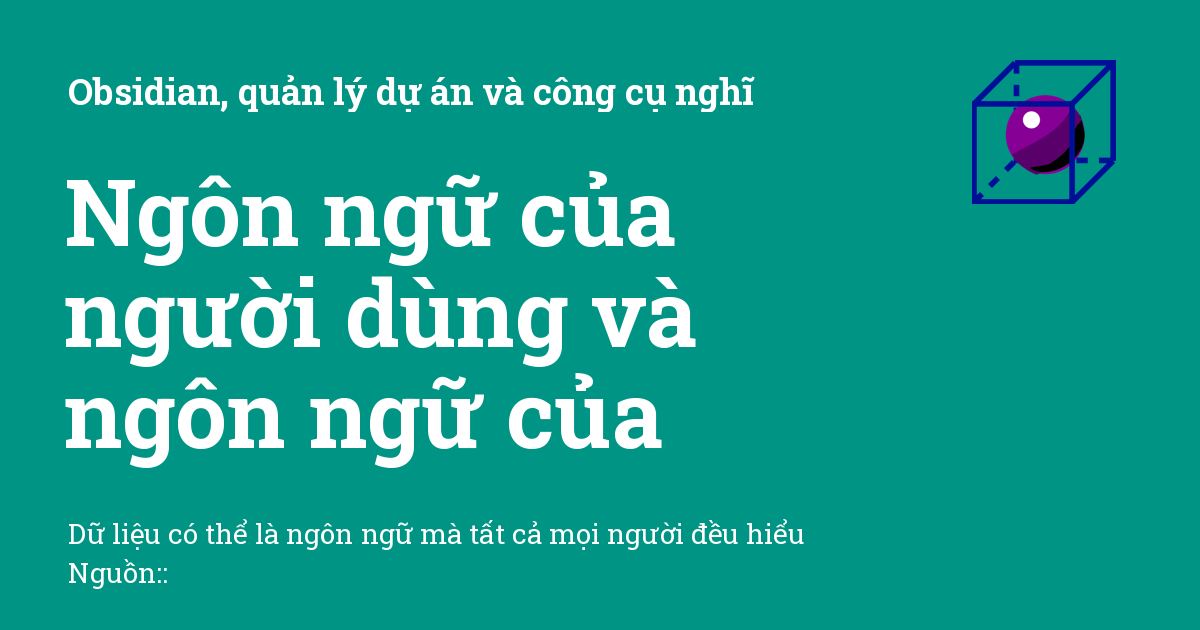 Obsidian, quản lý dự án và công cụ nghĩ
Ngôn ngữ của
người dùng và
ngôn ngữ của
Dữ liệu có thể là ngôn ngữ mà tất cả mọi người đều hiểu
Nguồn::